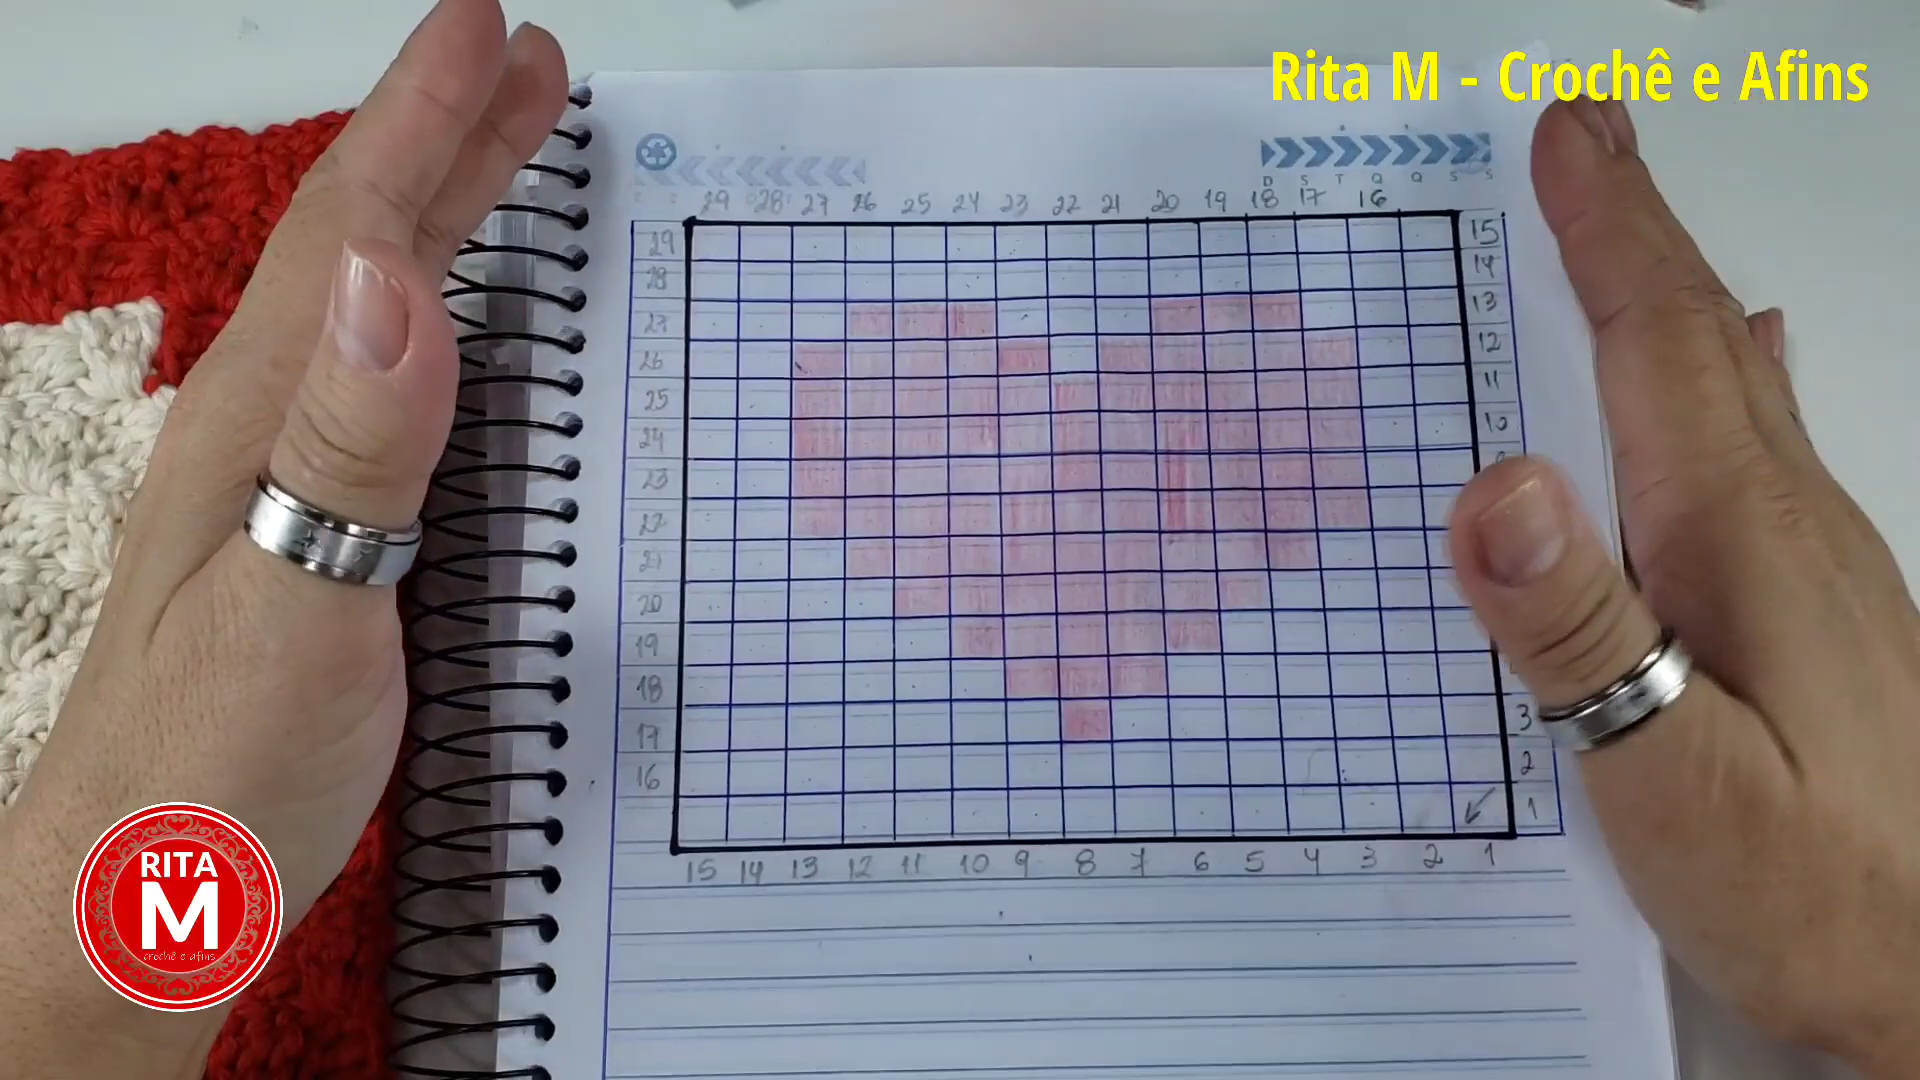 Rita M - Crochê e Afins
D S T Q Q S S
29 28 27 26 25 24 23 22 21 20 19 18 17 16
29 15
28 14
27 13
26 12
25 11
24 10
23
22
21
20
19
18
17 3
16 2
1
15 14 13 12 11 10 9 8 7 6 5 4 3 2 1
RITA
M
crochê e afins